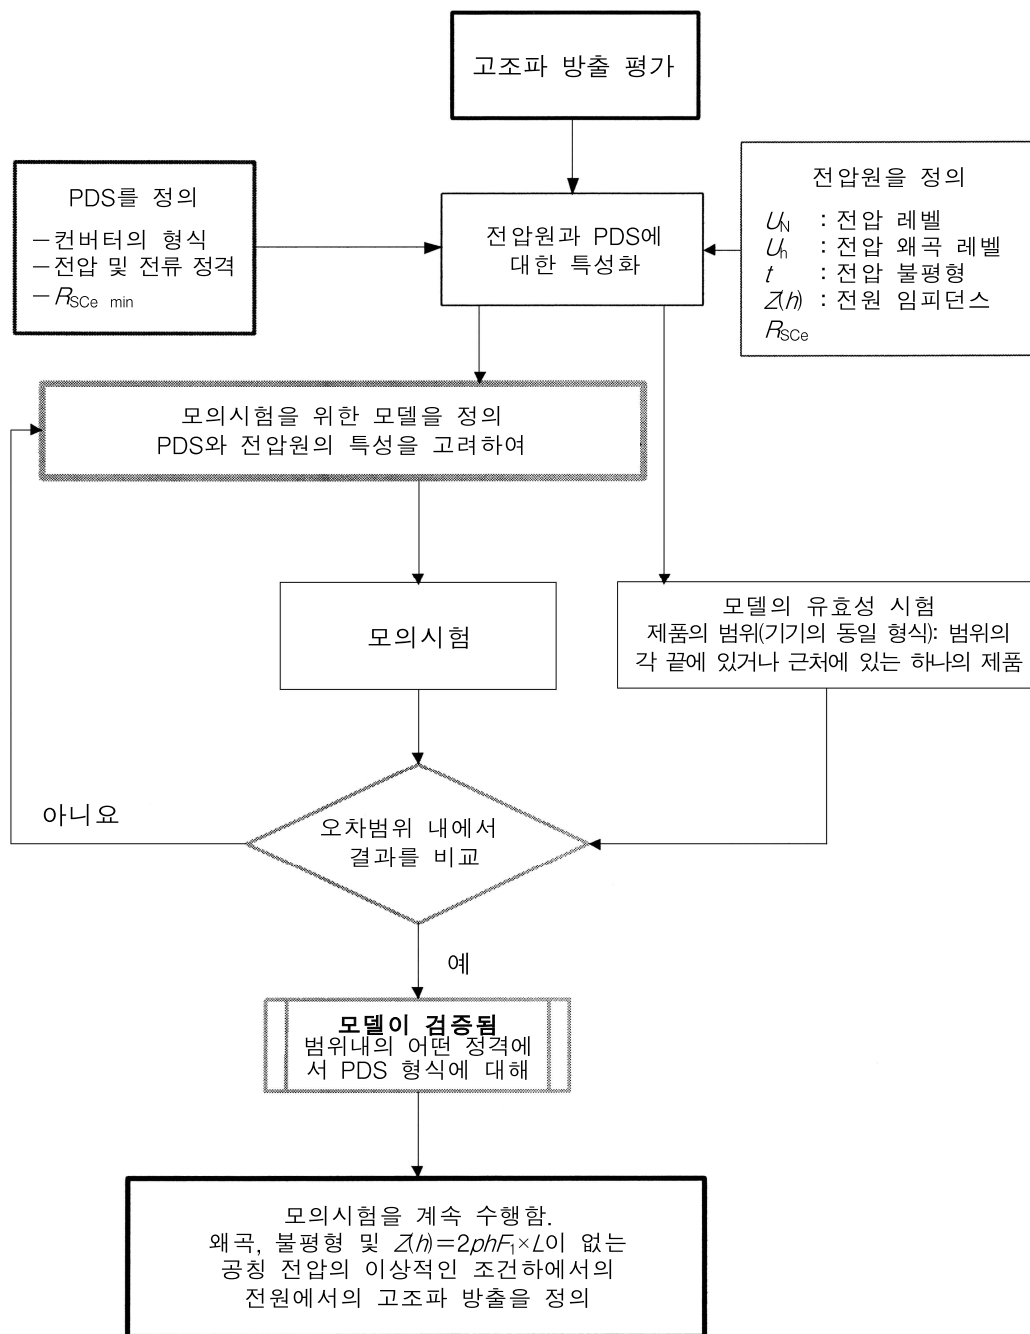 고조파 방출 평가
PDS를 정의
－컨버터의 형식
－전압 및 전류 정격
－RSCe min
전압원과 PDS에
대한 특성화
전압원을 정의
UN : 전압 레벨
Uh : 전압 왜곡 레벨
t : 전압 불평형
Z(h) : 전원 임피던스
RSCe
모의시험을 위한 모델을 정의
PDS와 전압원의 특성을 고려하여
모의시험
모델의 유효성 시험
제품의 범위(기기의 동일 형식): 범위의
각 끝에 있거나 근처에 있는 하나의 제품
아니요
오차범위 내에서
결과를 비교
예
모델이 검증됨
범위내의 어떤 정격에
서 PDS 형식에 대해
모의시험을 계속 수행함.
왜곡, 불평형 및 Z(h)=2phF1×L이 없는
공칭 전압의 이상적인 조건하에서의
전원에서의 고조파 방출을 정의